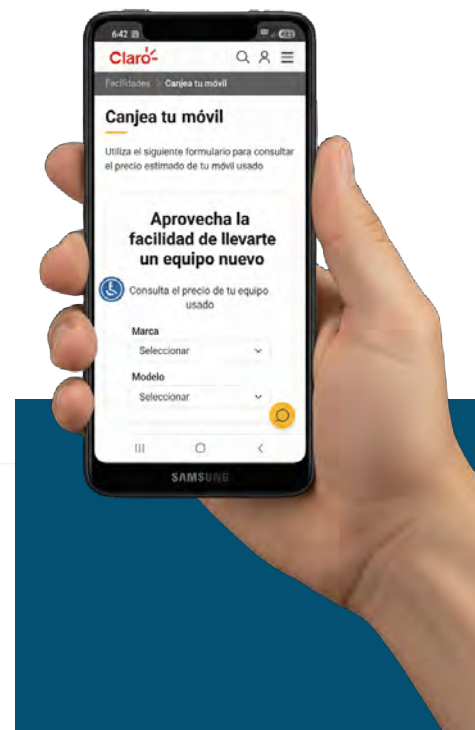 6:42
Claro
Facilidades > Canjea tu móvil
Canjea tu móvil
Utiliza el siguiente formulario para consultar
el precio estimado de tu móvil usado
Aprovecha la
facilidad de llevarte
un equipo nuevo
Consulta el precio de tu equipo
usado
Marca
Seleccionar
Modelo
Seleccionar
SAMSUNG